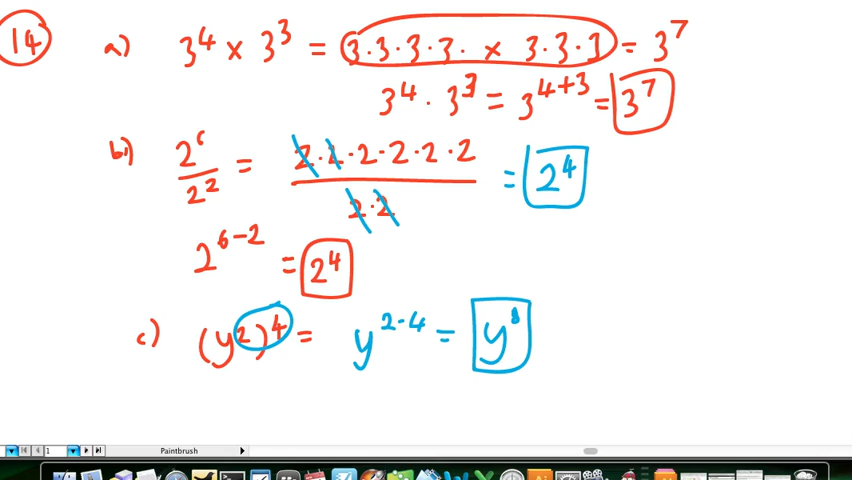 14 a) 3⁴ × 3³ = 3·3·3·3· × 3·3·3 = 3⁷
3⁴ · 3³ = 3⁴⁺³ = 3⁷
b) 2⁶/2² = 2·2·2·2·2·2/2·2 = 2⁴
2⁶⁻² = 2⁴
c) (y²)⁴ = y²·⁴ = y⁸
1 Paintbrush